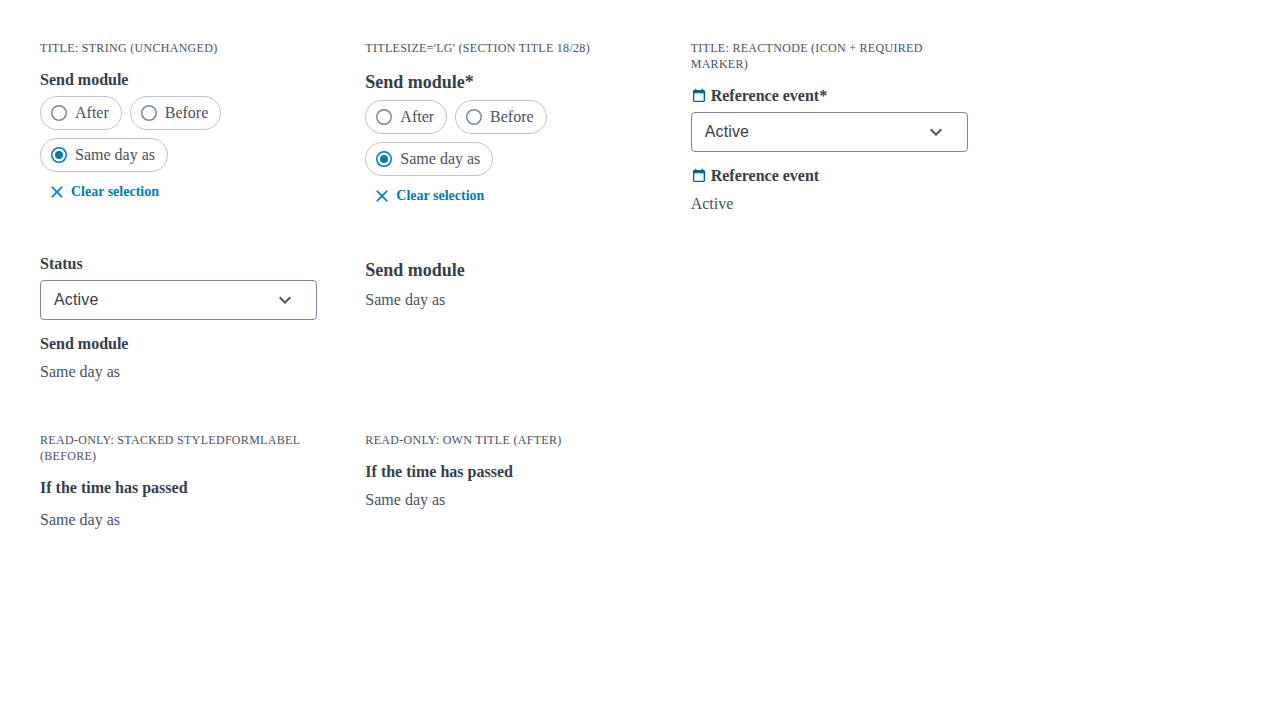 TITLE: STRING (UNCHANGED)
Send module
After
Before
Same day as
Clear selection
Status
Active
Send module
Same day as
TITLESIZE='LG' (SECTION TITLE 18/28)
Send module*
After
Before
Same day as
Clear selection
Send module
Same day as
TITLE: REACTNODE (ICON + REQUIRED
MARKER)
Reference event*
Active
Reference event
Active
READ-ONLY: STACKED STYLEDFORMLABEL
(BEFORE)
If the time has passed
Same day as
READ-ONLY: OWN TITLE (AFTER)
If the time has passed
Same day as